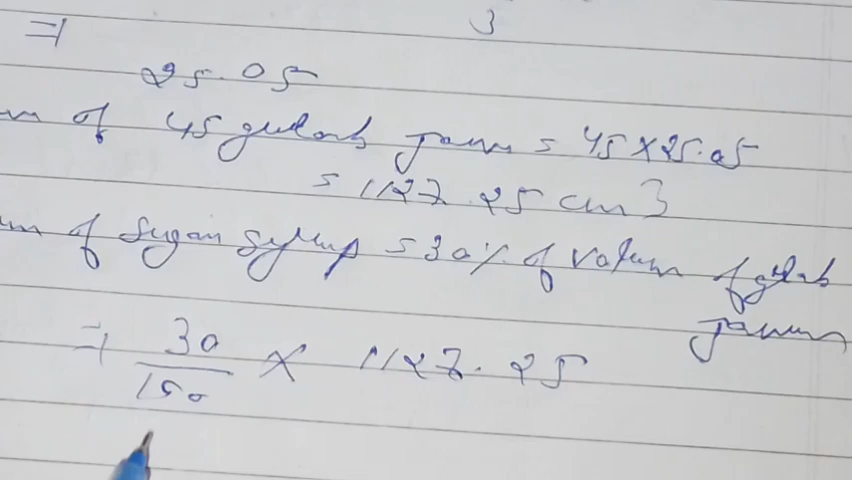 3
⇒
25.05
m of 45 gulab Jamun = 45 x 25.05
= 1127.25 cm3
m of Sugar Syrup = 30% of Volum of gulab
Jamun
⇒ 30/100 x 1127.25